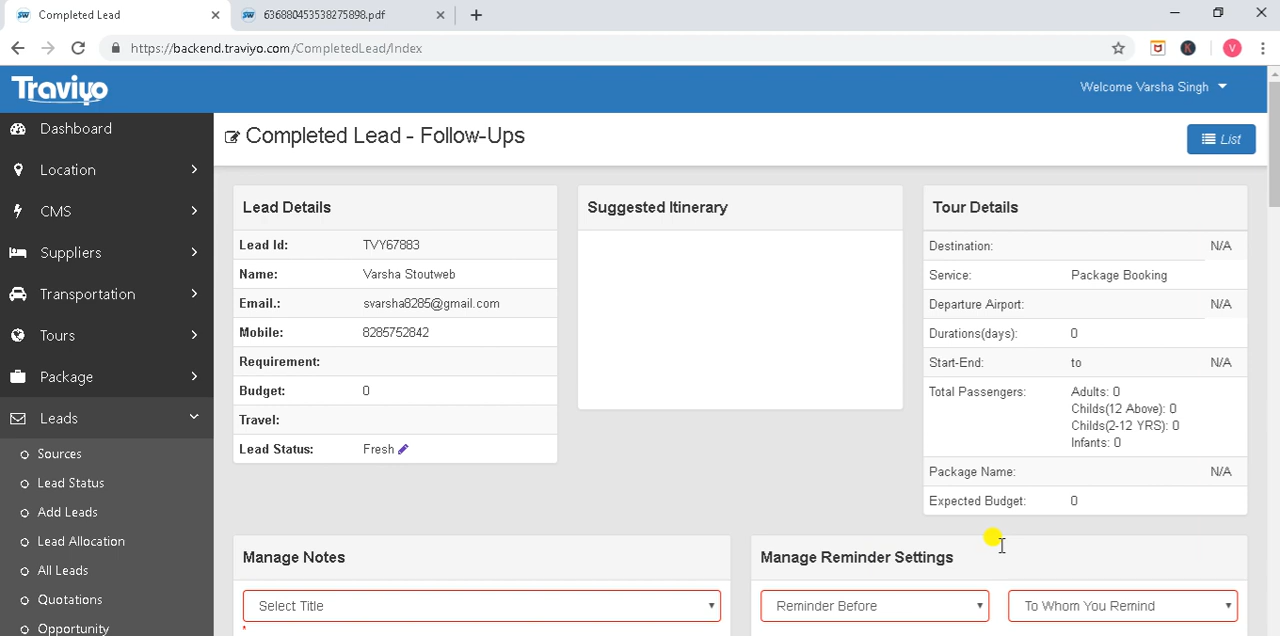 Completed Lead
636880453538275898.pdf
https://backend.traviyo.com/CompletedLead/Index
V
Traviyo
Welcome Varsha Singh
Dashboard
Location
CMS
Suppliers
Transportation
Tours
Package
Leads
Sources
Lead Status
Add Leads
Lead Allocation
All Leads
Quotations
Opportunity
Completed Lead - Follow-Ups
List
Lead Details
Lead Id: TVY67883
Name: Varsha Stoutweb
Email.: svarsha8285@gmail.com
Mobile: 8285752842
Requirement:
Budget: 0
Travel:
Lead Status: Fresh
Suggested Itinerary
Tour Details
Destination: N/A
Service: Package Booking
Departure Airport: N/A
Durations(days): 0
Start-End: to N/A
Total Passengers: Adults: 0
Childs(12 Above): 0
Childs(2-12 YRS): 0
Infants: 0
Package Name: N/A
Expected Budget: 0
Manage Notes
Select Title
*
Manage Reminder Settings
Reminder Before
To Whom You Remind